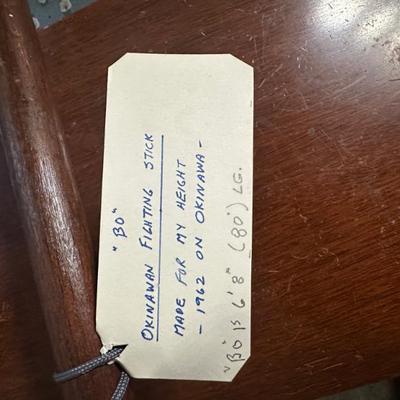 "BO"
OKINAWAN FIGHTING STICK
MADE FOR MY HEIGHT
- 1962 ON OKINAWA -
"BO" IS 6' 8" (80") LG.